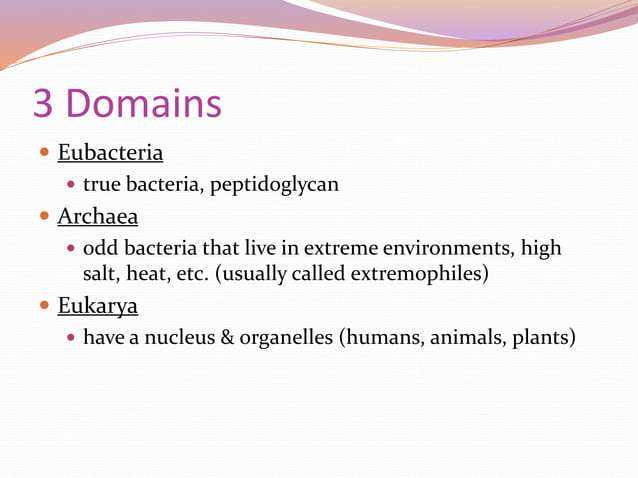 3 Domains
• Eubacteria
• true bacteria, peptidoglycan
• Archaea
• odd bacteria that live in extreme environments, high
salt, heat, etc. (usually called extremophiles)
• Eukarya
• have a nucleus & organelles (humans, animals, plants)